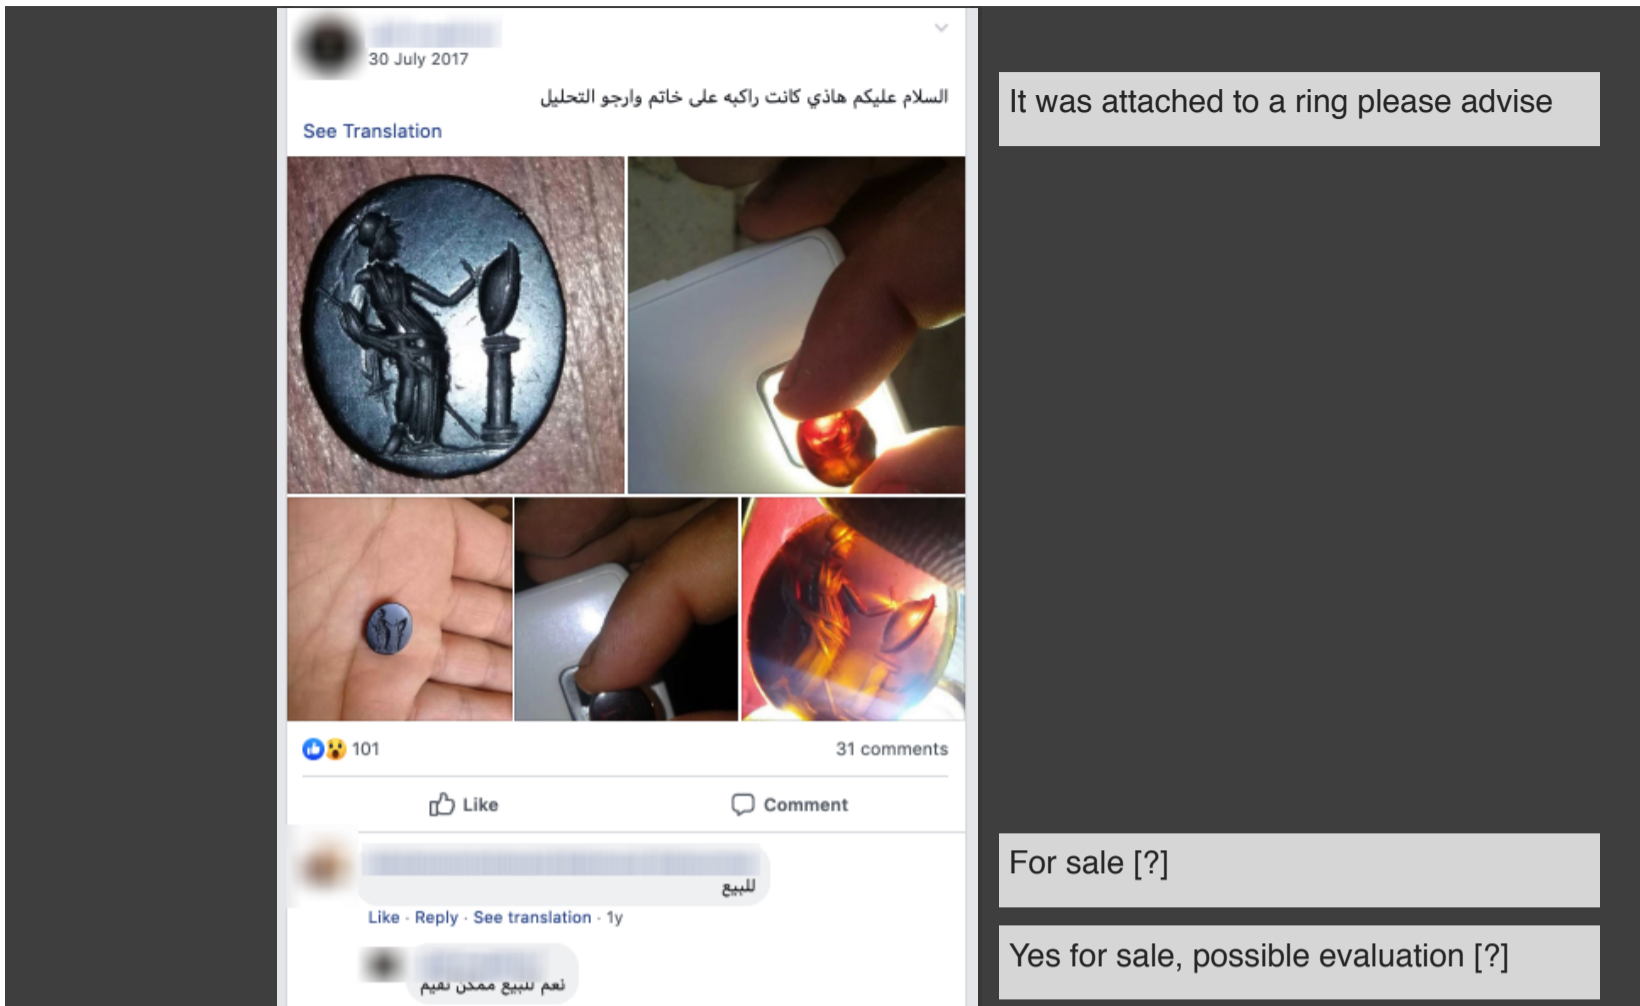 30 July 2017
السلام عليكم هاذي كانت راكبه على خاتم وارجو التحليل
It was attached to a ring please advise
See Translation
101
31 comments
Like
Comment
للبيع
For sale [?]
Like · Reply · See translation · 1y
نعم للبيع ممكن تقيم
Yes for sale, possible evaluation [?]